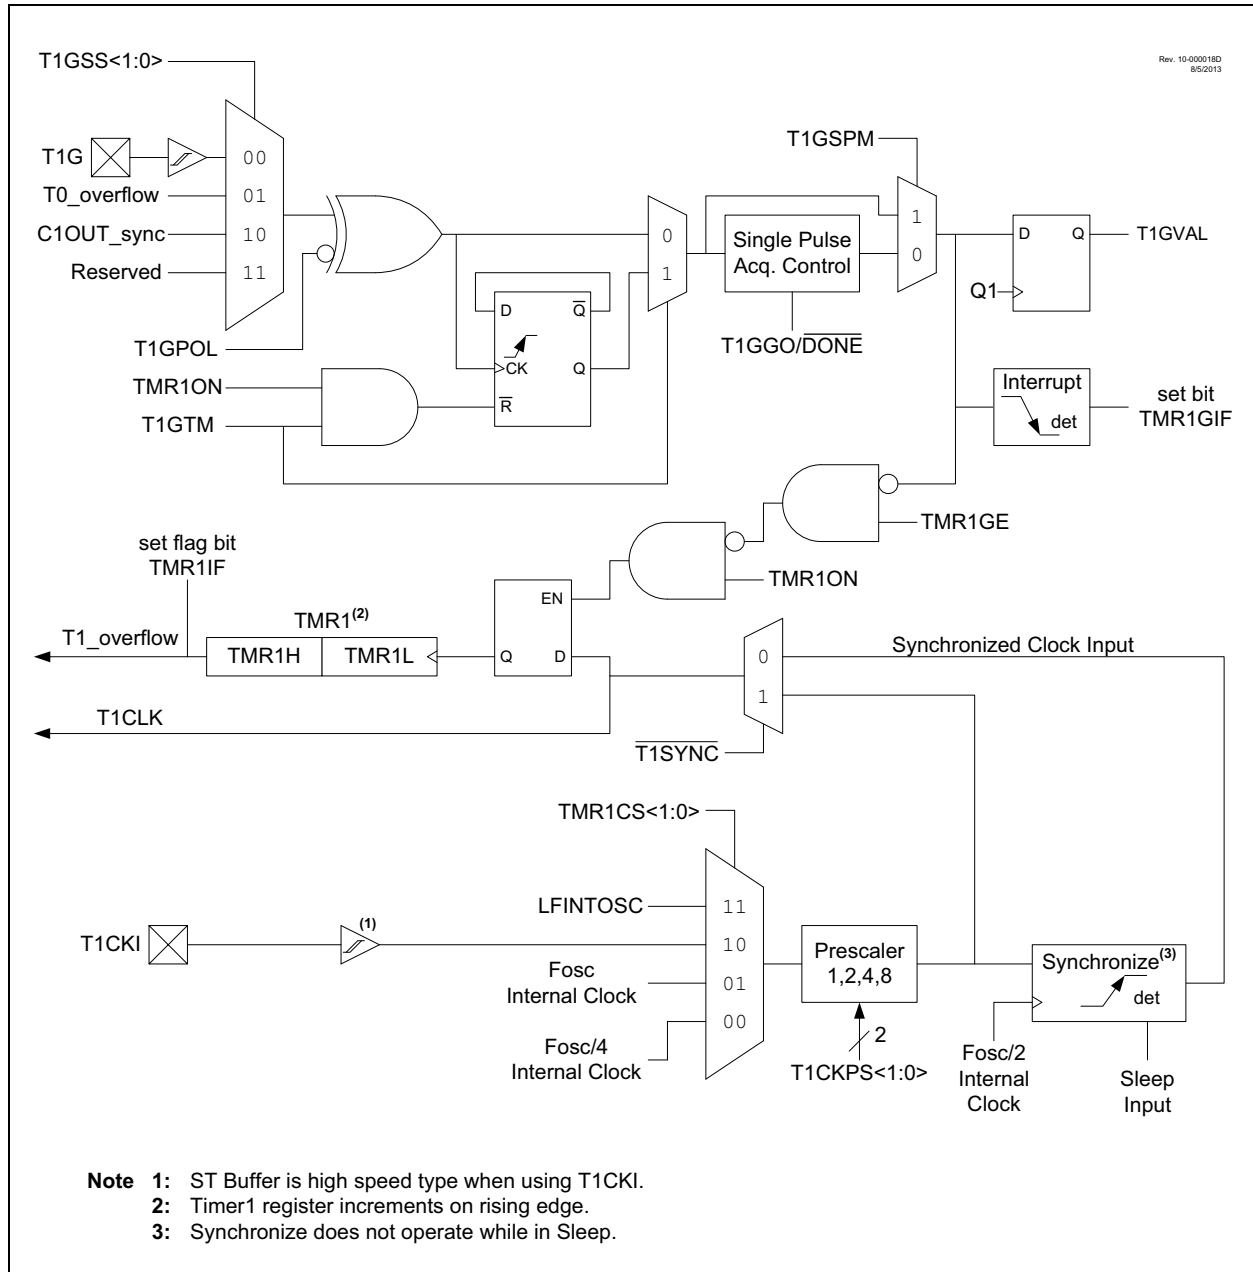 T1GSS<1:0>
Rev. 10-000018D
8/5/2013
T1G
00
T0_overflow
01
C1OUT_sync
10
Reserved
11
T1GPOL
TMR1ON
T1GTM
D
Q
CK
Q
R
0
1
Single Pulse
Acq. Control
T1GGO/DONE
T1GSPM
1
0
D
Q
Q1
T1GVAL
Interrupt
det
set bit
TMR1GIF
TMR1GE
TMR1ON
set flag bit
TMR1IF
T1_overflow
TMR1(2)
TMR1H
TMR1L
EN
Q
D
T1CLK
0
1
Synchronized Clock Input
T1SYNC
TMR1CS<1:0>
LFINTOSC
11
T1CKI
(1)
10
Fosc
Internal Clock
01
Fosc/4
Internal Clock
00
Prescaler
1,2,4,8
2
T1CKPS<1:0>
Synchronize(3)
det
Fosc/2
Internal
Clock
Sleep
Input
Note 1: ST Buffer is high speed type when using T1CKI.
2: Timer1 register increments on rising edge.
3: Synchronize does not operate while in Sleep.